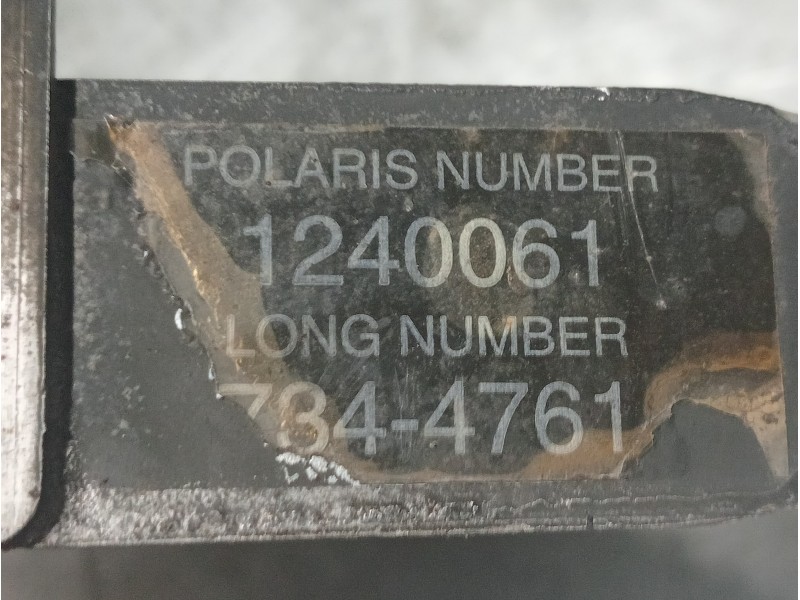 POLARIS NUMBER
1240061
LONG NUMBER
734-4761